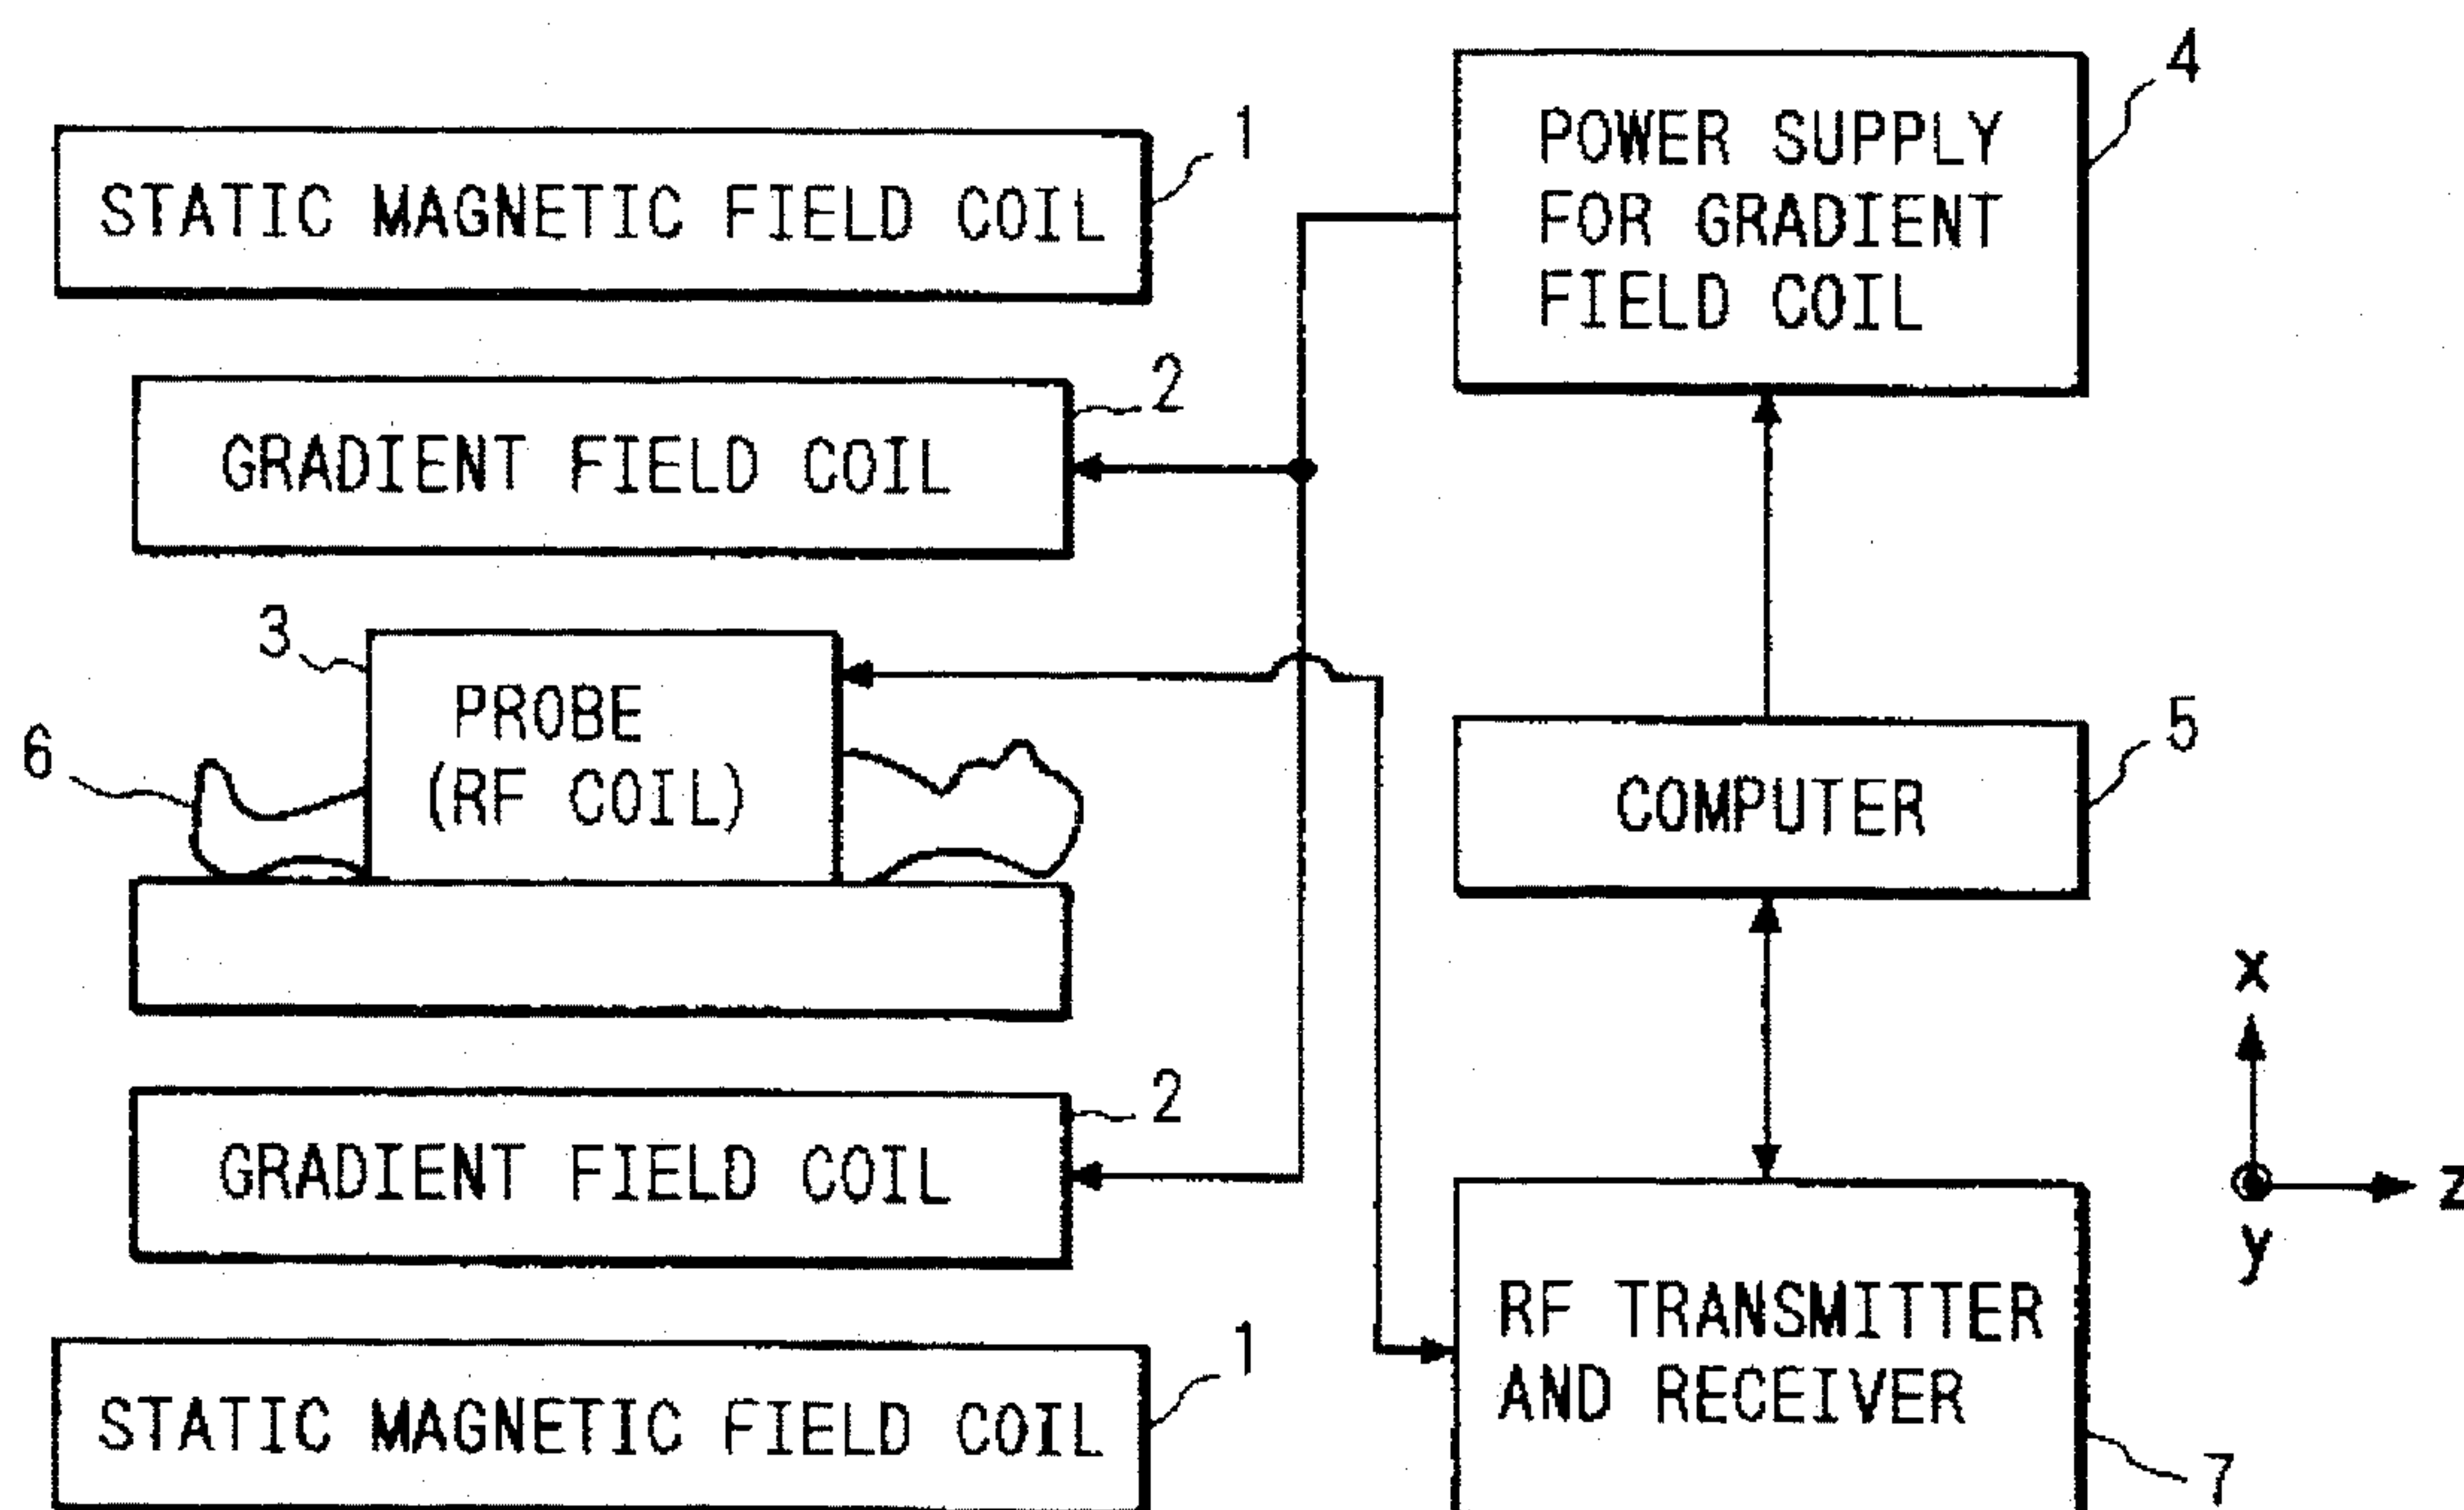 1
STATIC MAGNETIC FIELD COIL
2
GRADIENT FIELD COIL
3
PROBE
(RF COIL)
6
GRADIENT FIELD COIL
2
STATIC MAGNETIC FIELD COIL
1
4
POWER SUPPLY
FOR GRADIENT
FIELD COIL
5
COMPUTER
x
z
y
RF TRANSMITTER
AND RECEIVER
7